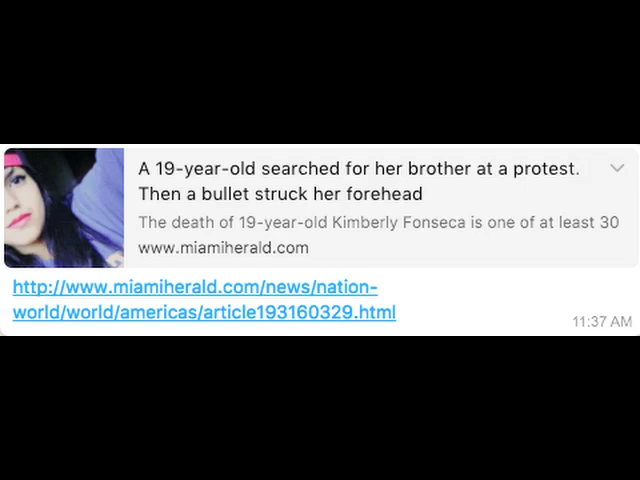 A 19-year-old searched for her brother at a protest.
Then a bullet struck her forehead
The death of 19-year-old Kimberly Fonseca is one of at least 30
www.miamiherald.com
http://www.miamiherald.com/news/nation-
world/world/americas/article193160329.html
11:37 AM